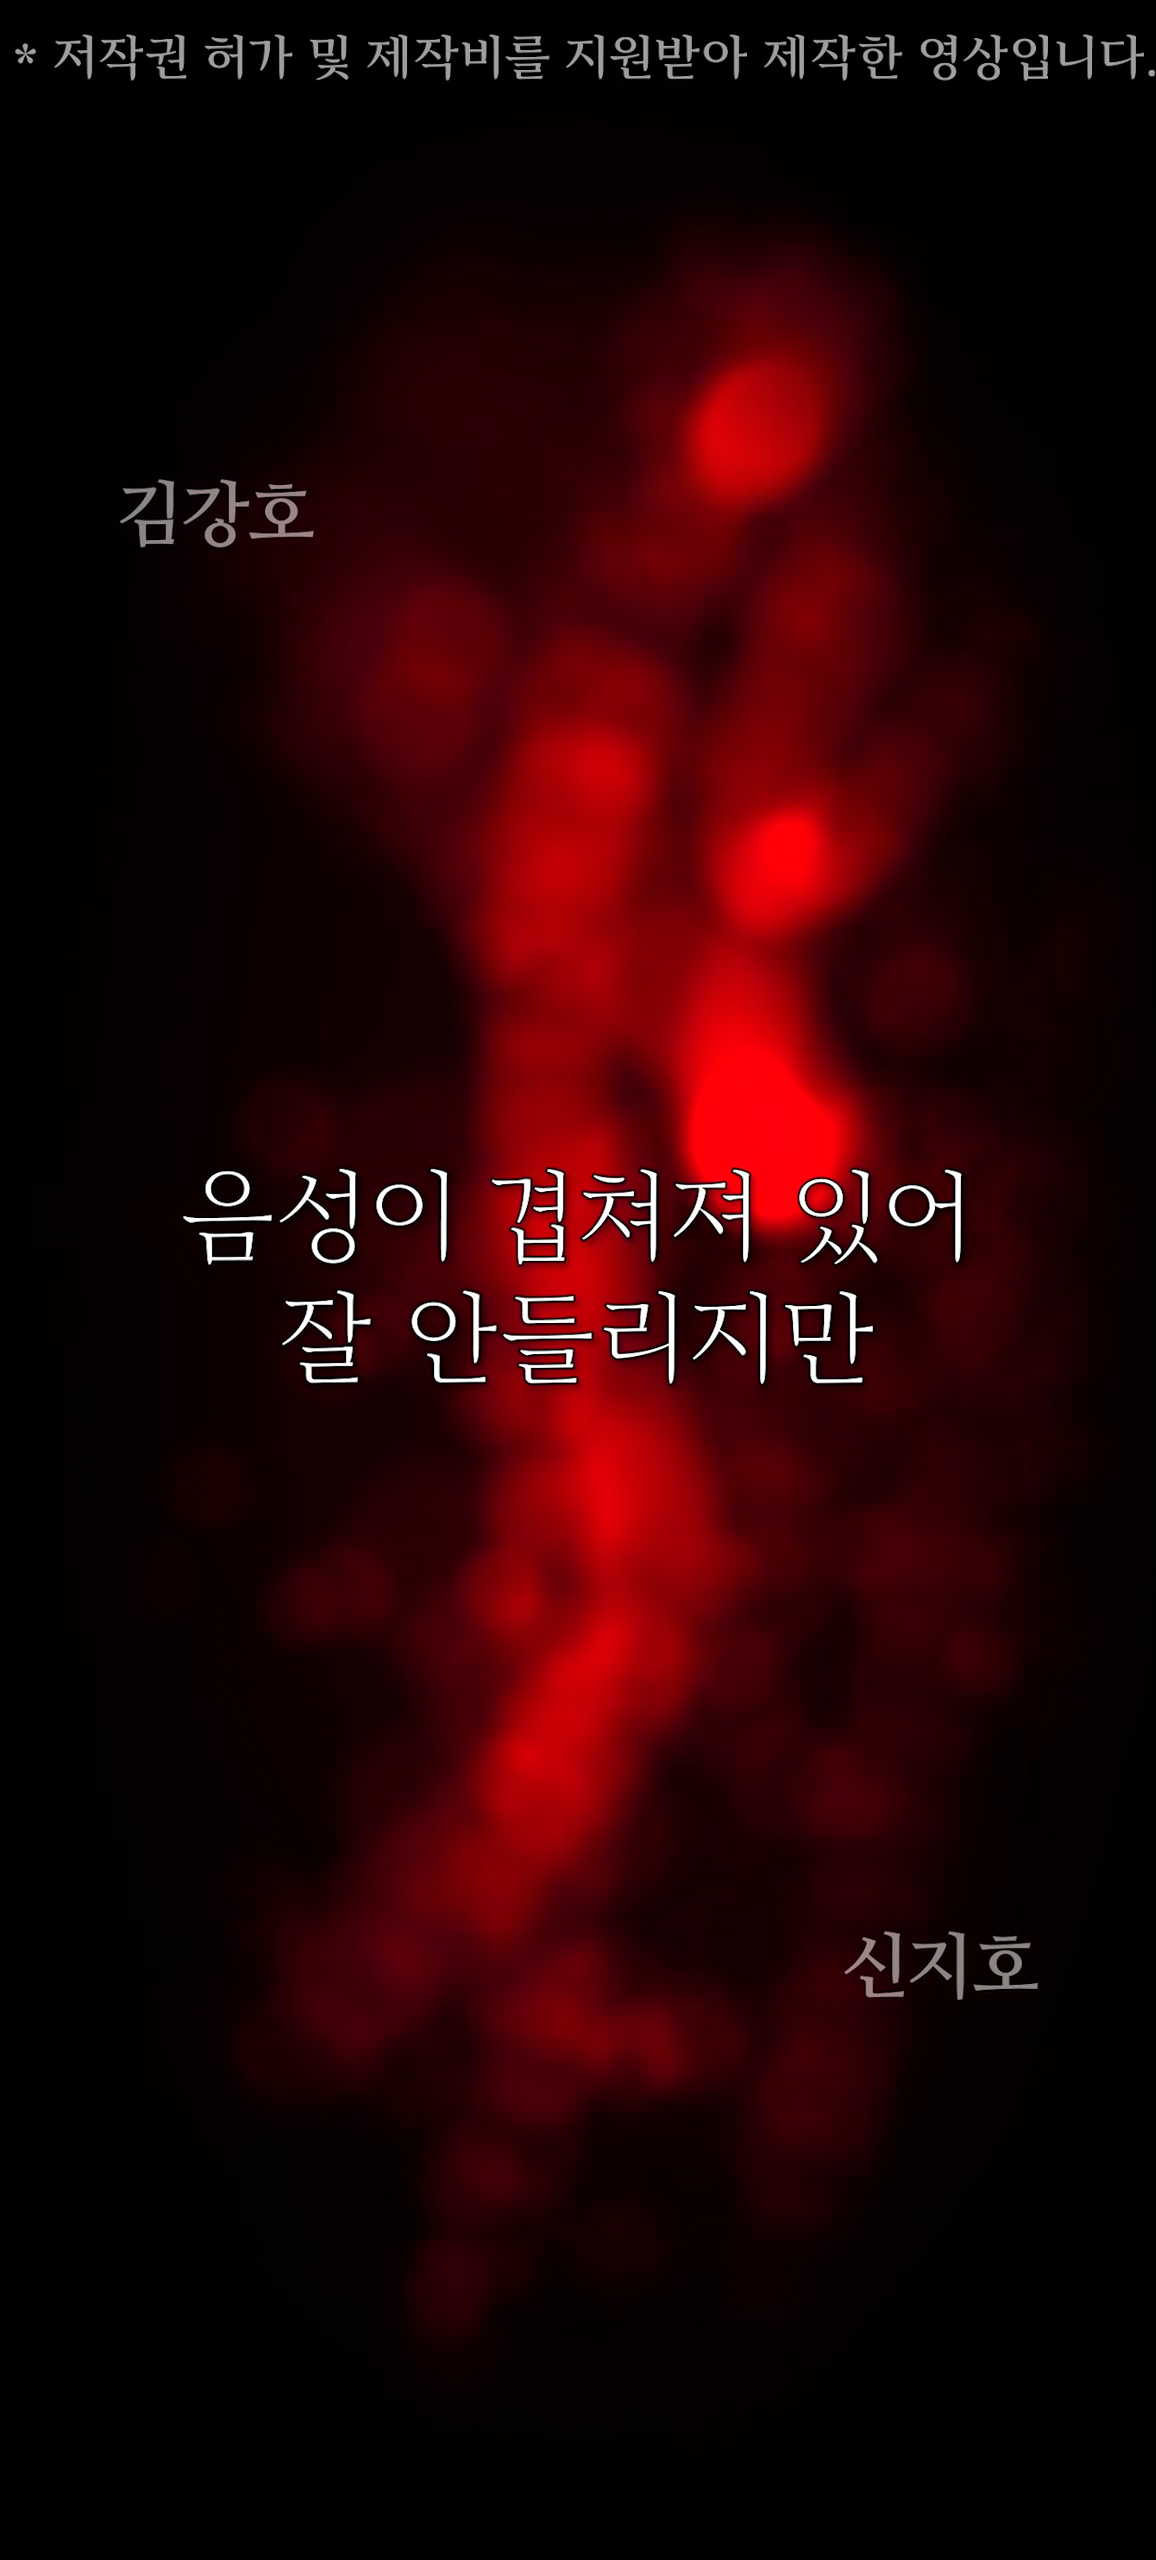 * 저작권 허가 및 제작비를 지원받아 제작한 영상입니다.
김강호
음성이 겹쳐져 있어
잘 안들리지만
신지호